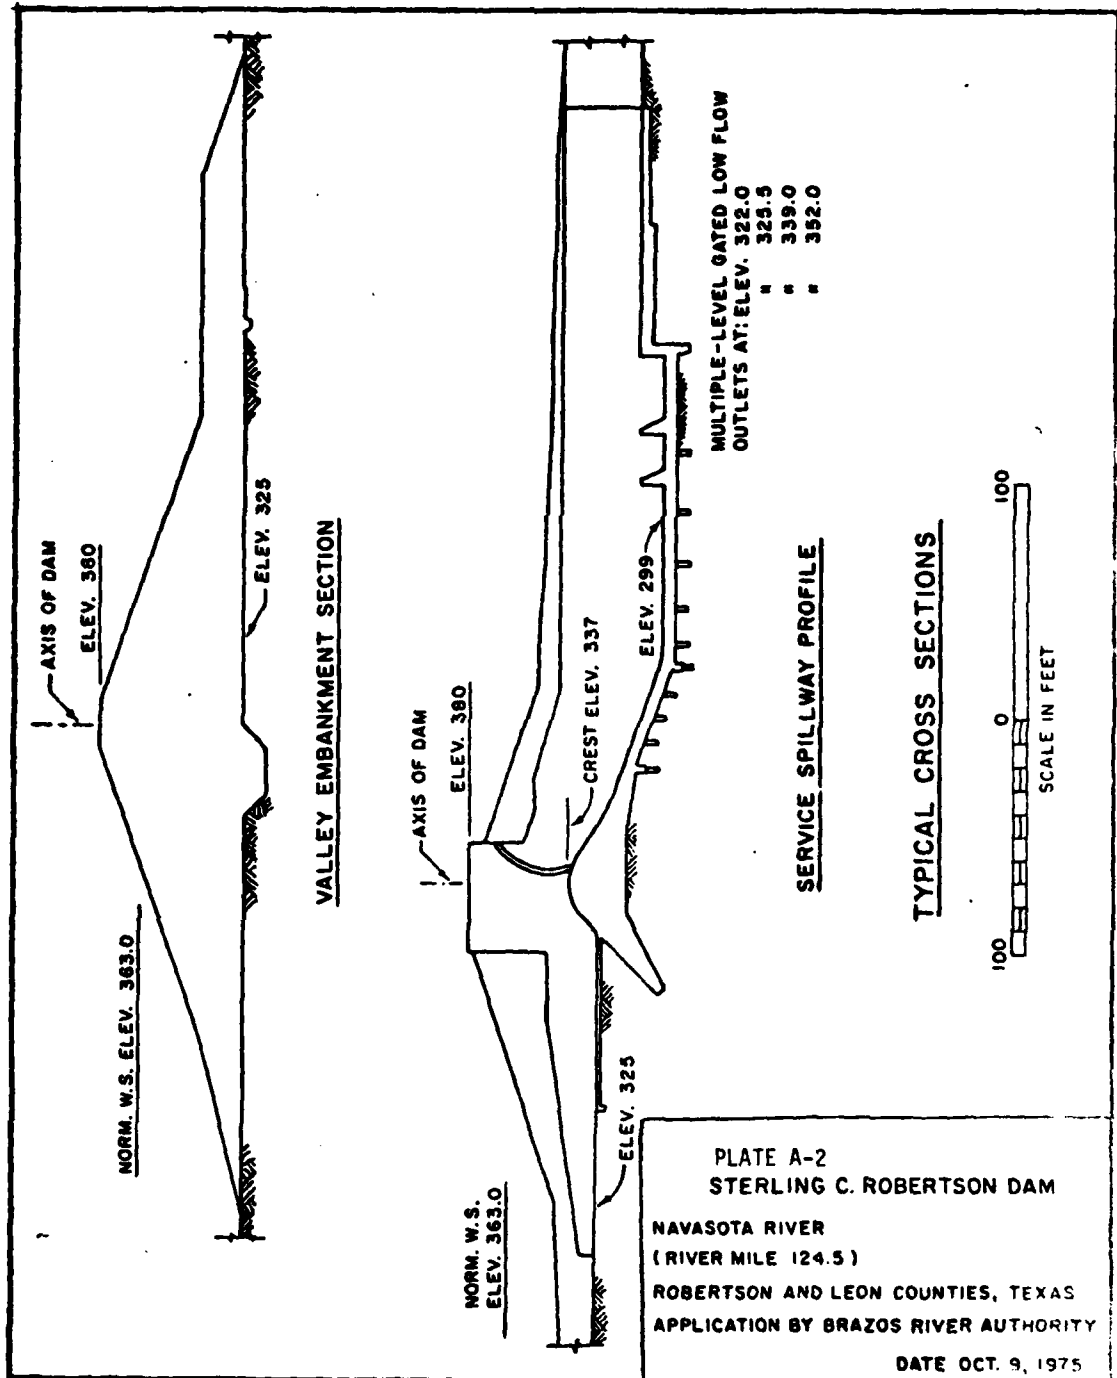 AXIS OF DAM
ELEV. 380
NORM. W.S. ELEV. 363.0
ELEV. 325
VALLEY EMBANKMENT SECTION
AXIS OF DAM
ELEV. 380
NORM. W.S.
ELEV. 363.0
CREST ELEV. 337
ELEV. 325
ELEV. 299
MULTIPLE-LEVEL GATED LOW FLOW
OUTLETS AT: ELEV. 322.0
" 325.5
" 339.0
" 352.0
SERVICE SPILLWAY PROFILE
TYPICAL CROSS SECTIONS
100 0 100
SCALE IN FEET
PLATE A-2
STERLING C. ROBERTSON DAM
NAVASOTA RIVER
(RIVER MILE 124.5)
ROBERTSON AND LEON COUNTIES, TEXAS
APPLICATION BY BRAZOS RIVER AUTHORITY
DATE OCT. 9, 1975